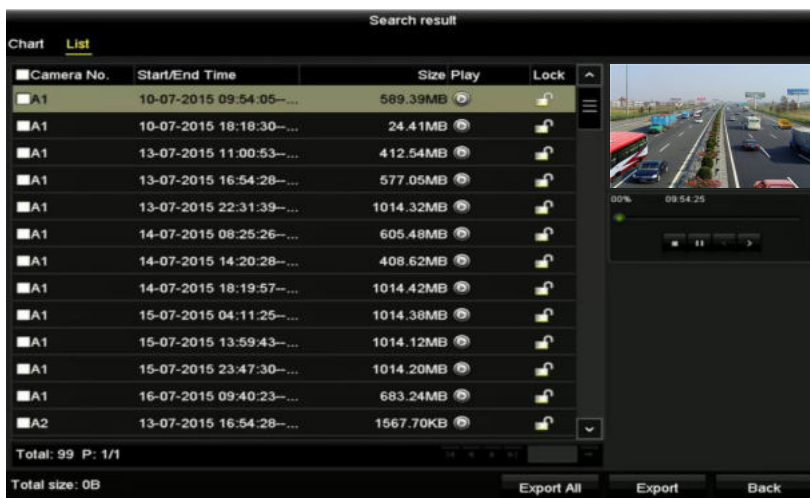 Search result
Chart List
Camera No. Start/End Time Size Play Lock
A1 10-07-2015 09:54:05--... 589.39MB
A1 10-07-2015 18:18:30--... 24.41MB
A1 13-07-2015 11:00:53--... 412.54MB
A1 13-07-2015 16:54:28--... 577.05MB
A1 13-07-2015 22:31:39--... 1014.32MB
A1 14-07-2015 08:25:26--... 605.48MB
A1 14-07-2015 14:20:28--... 408.62MB
A1 14-07-2015 18:19:57--... 1014.42MB
A1 15-07-2015 04:11:25--... 1014.38MB
A1 15-07-2015 13:59:43--... 1014.12MB
A1 15-07-2015 23:47:30--... 1014.20MB
A1 16-07-2015 09:40:23--... 683.24MB
A2 13-07-2015 16:54:28--... 1567.70KB
00% 09:54:25
Total: 99 P: 1/1
Total size: 0B
Export All Export Back